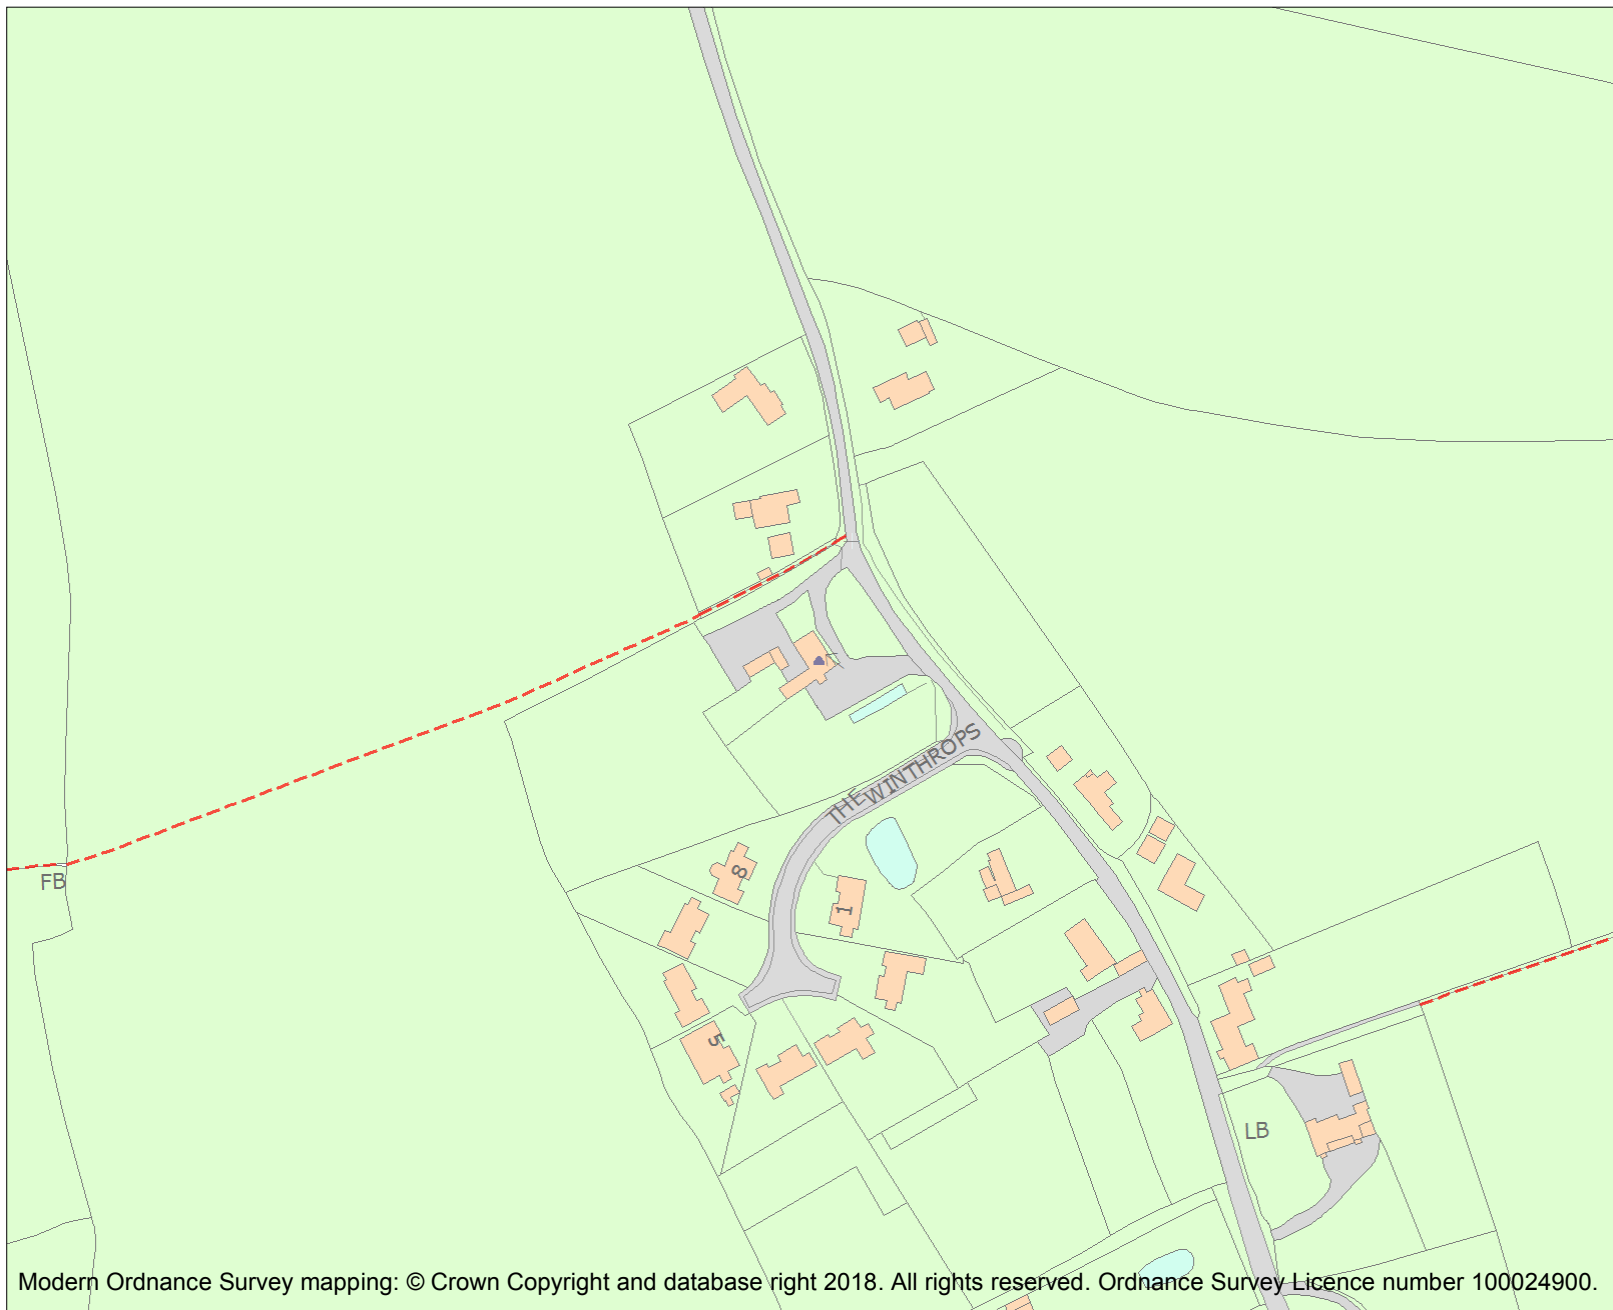 THE WINTHROPS
FB
8
1
5
LB
Modern Ordnance Survey mapping: © Crown Copyright and database right 2018. All rights reserved. Ordnance Survey Licence number 100024900.